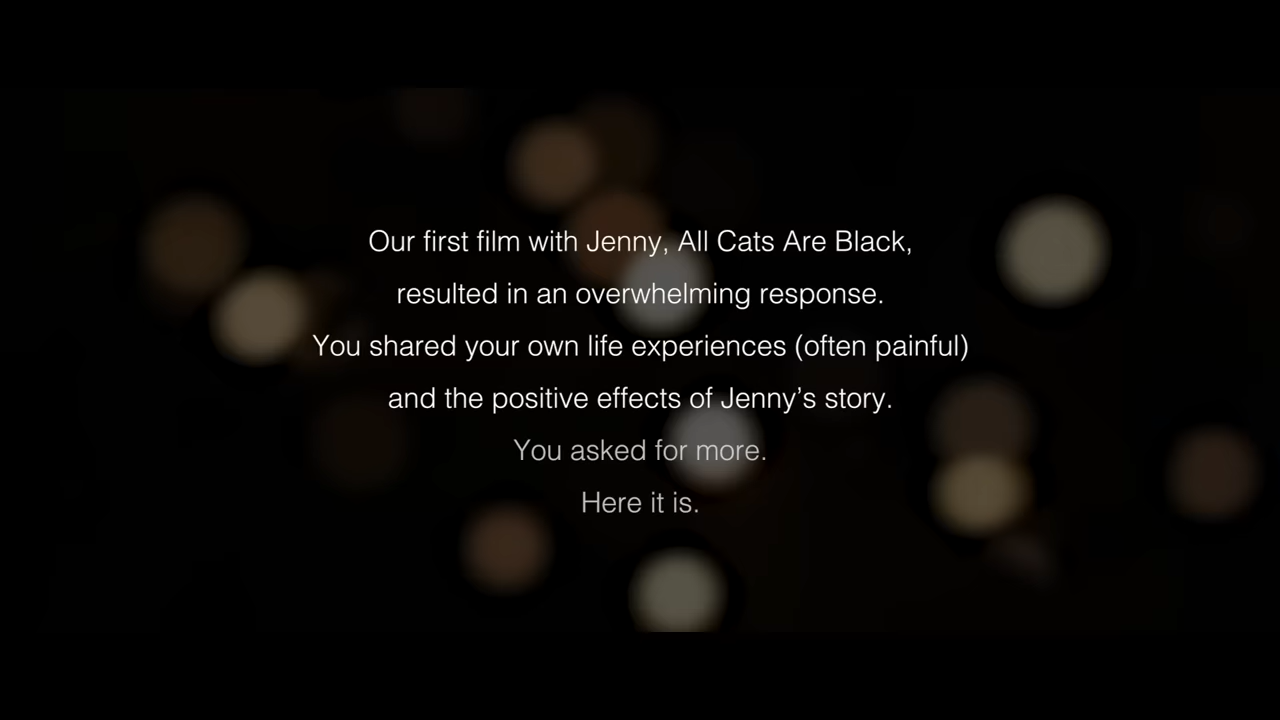 Our first film with Jenny, All Cats Are Black,
resulted in an overwhelming response.
You shared your own life experiences (often painful)
and the positive effects of Jenny’s story.
You asked for more.
Here it is.